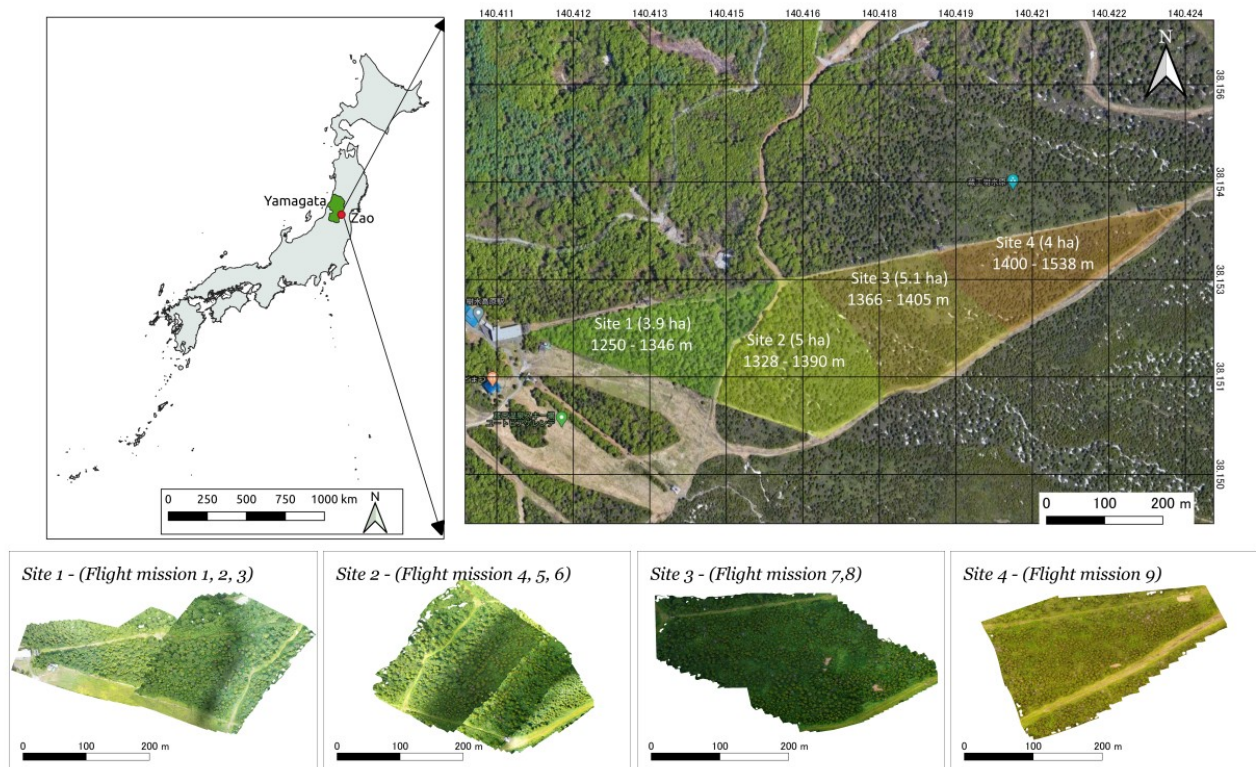 Yamagata
Zao
0 250 500 750 1000 km
N
140.411 140.412 140.413 140.415 140.416 140.418 140.419 140.421 140.422 140.424
N
38.156
38.154
38.153
38.151
38.150
Site 1 (3.9 ha)
1250 - 1346 m
Site 2 (5 ha)
1328 - 1390 m
Site 3 (5.1 ha)
1366 - 1405 m
Site 4 (4 ha)
1400 - 1538 m
0 100 200 m
Site 1 - (Flight mission 1, 2, 3)
0 100 200 m
Site 2 - (Flight mission 4, 5, 6)
0 100 200 m
Site 3 - (Flight mission 7,8)
0 100 200 m
Site 4 - (Flight mission 9)
0 100 200 m